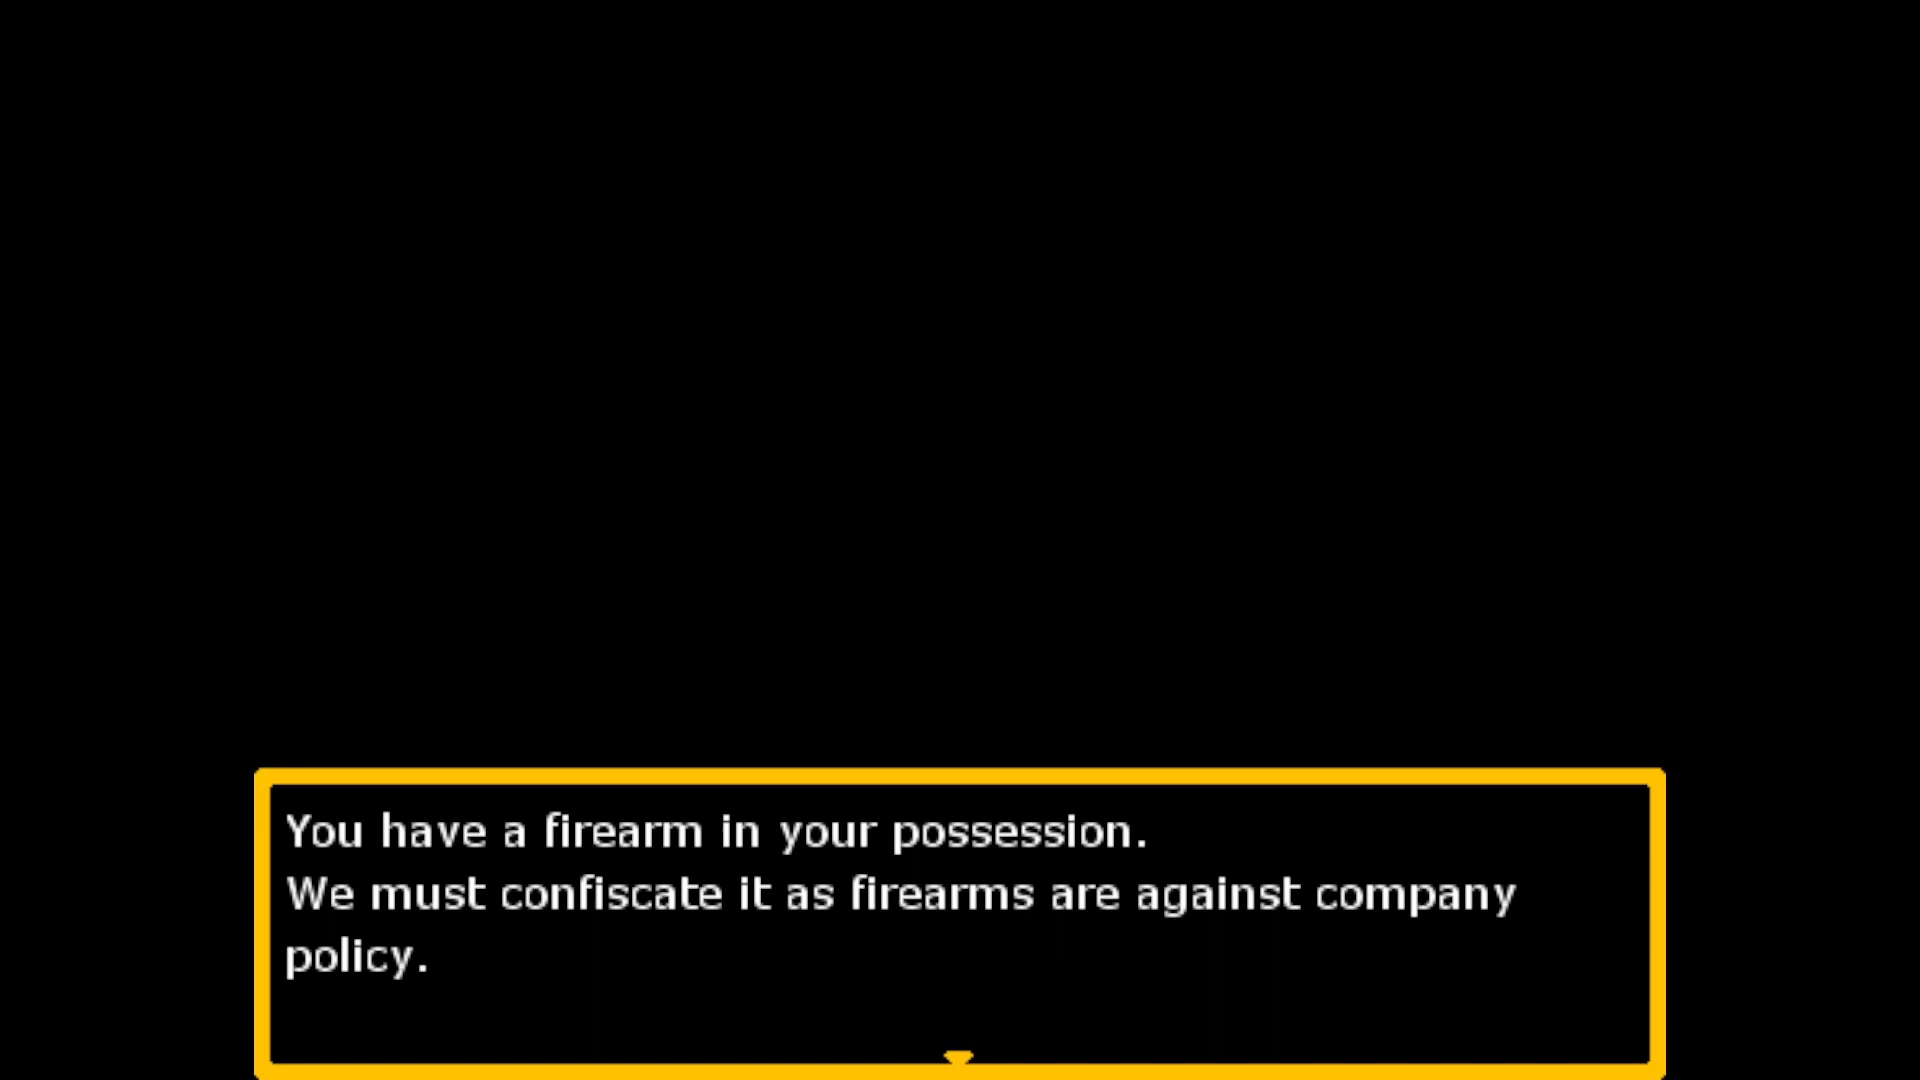 You have a firearm in your possession.
We must confiscate it as firearms are against company
policy.